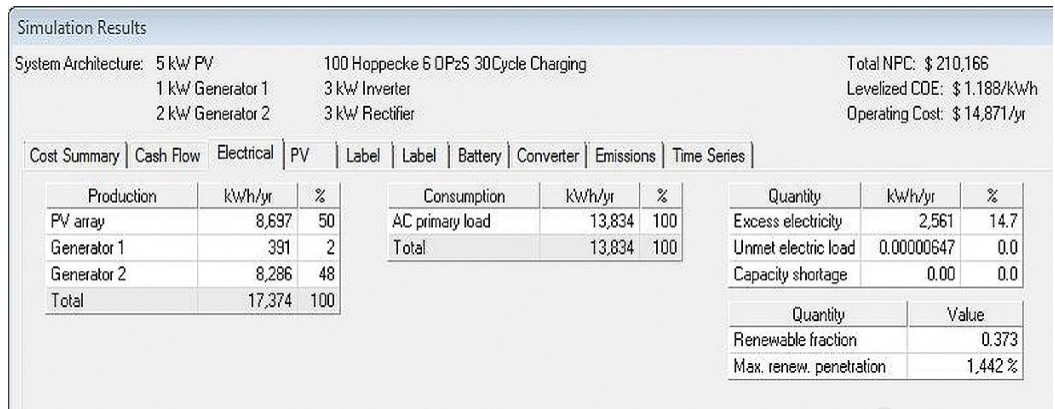 Simulation Results
System Architecture: 5 kW PV 100 Hoppecke 6 OPzS 30Cycle Charging Total NPC: $ 210,166
1 kW Generator 1 3 kW Inverter Levelized COE: $ 1.188/kWh
2 kW Generator 2 3 kW Rectifier Operating Cost: $ 14,871/yr
Cost Summary Cash Flow Electrical PV Label Label Battery Converter Emissions Time Series
Production kWh/yr % Consumption kWh/yr % Quantity kWh/yr %
PV array 8,697 50 AC primary load 13,834 100 Excess electricity 2,561 14.7
Generator 1 391 2 Total 13,834 100 Unmet electric load 0.00000647 0.0
Generator 2 8,286 48 Capacity shortage 0.00 0.0
Total 17,374 100
Quantity Value
Renewable fraction 0.373
Max. renew. penetration 1,442 %